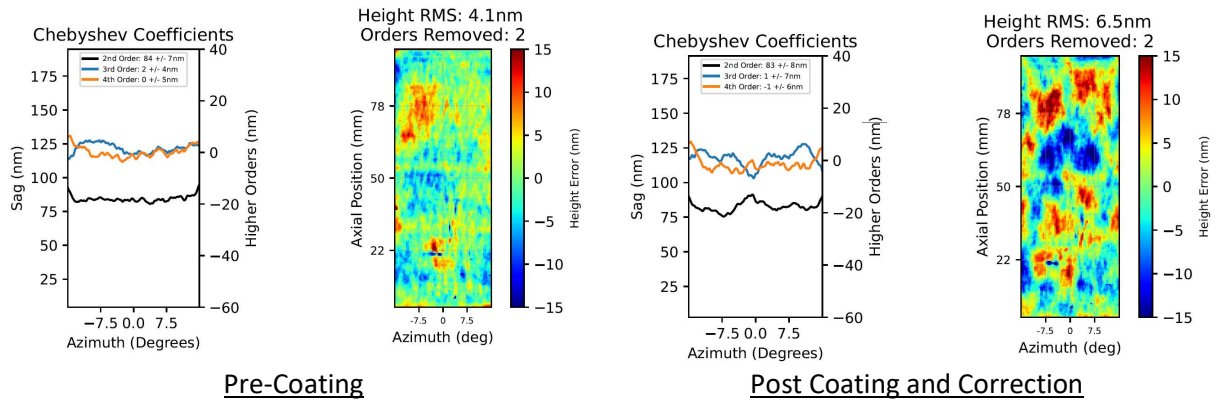 Chebyshev Coefficients
2nd Order: 84 +/- 7nm
3rd Order: 2 +/- 4nm
4th Order: 0 +/- 5nm
175
150
125
100
75
50
25
Sag (nm)
40
20
0
−20
−40
−60
Higher Orders (nm)
−7.5 0.0 7.5
Azimuth (Degrees)
Height RMS: 4.1nm
Orders Removed: 2
78
50
22
Axial Position (mm)
-7.5 0 7.5
Azimuth (deg)
15
10
5
0
−5
−10
−15
Height Error (nm)
Pre-Coating
Chebyshev Coefficients
2nd Order: 83 +/- 8nm
3rd Order: 1 +/- 7nm
4th Order: -1 +/- 6nm
175
150
125
100
75
50
25
Sag (nm)
40
20
0
−20
−40
−60
Higher Orders (nm)
−7.5 0.0 7.5
Azimuth (Degrees)
Height RMS: 6.5nm
Orders Removed: 2
78
50
22
Axial Position (mm)
-7.5 0 7.5
Azimuth (deg)
15
10
5
0
−5
−10
−15
Height Error (nm)
Post Coating and Correction